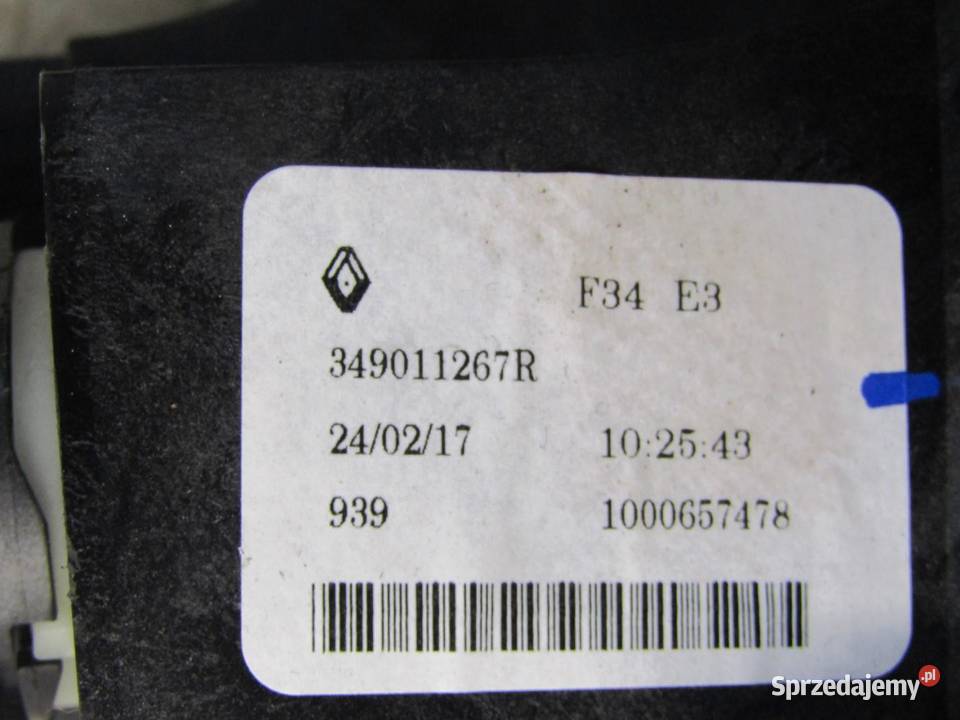 F34 E3
349011267R
24/02/17 10:25:43
939 1000657478
Sprzedajemy.pl